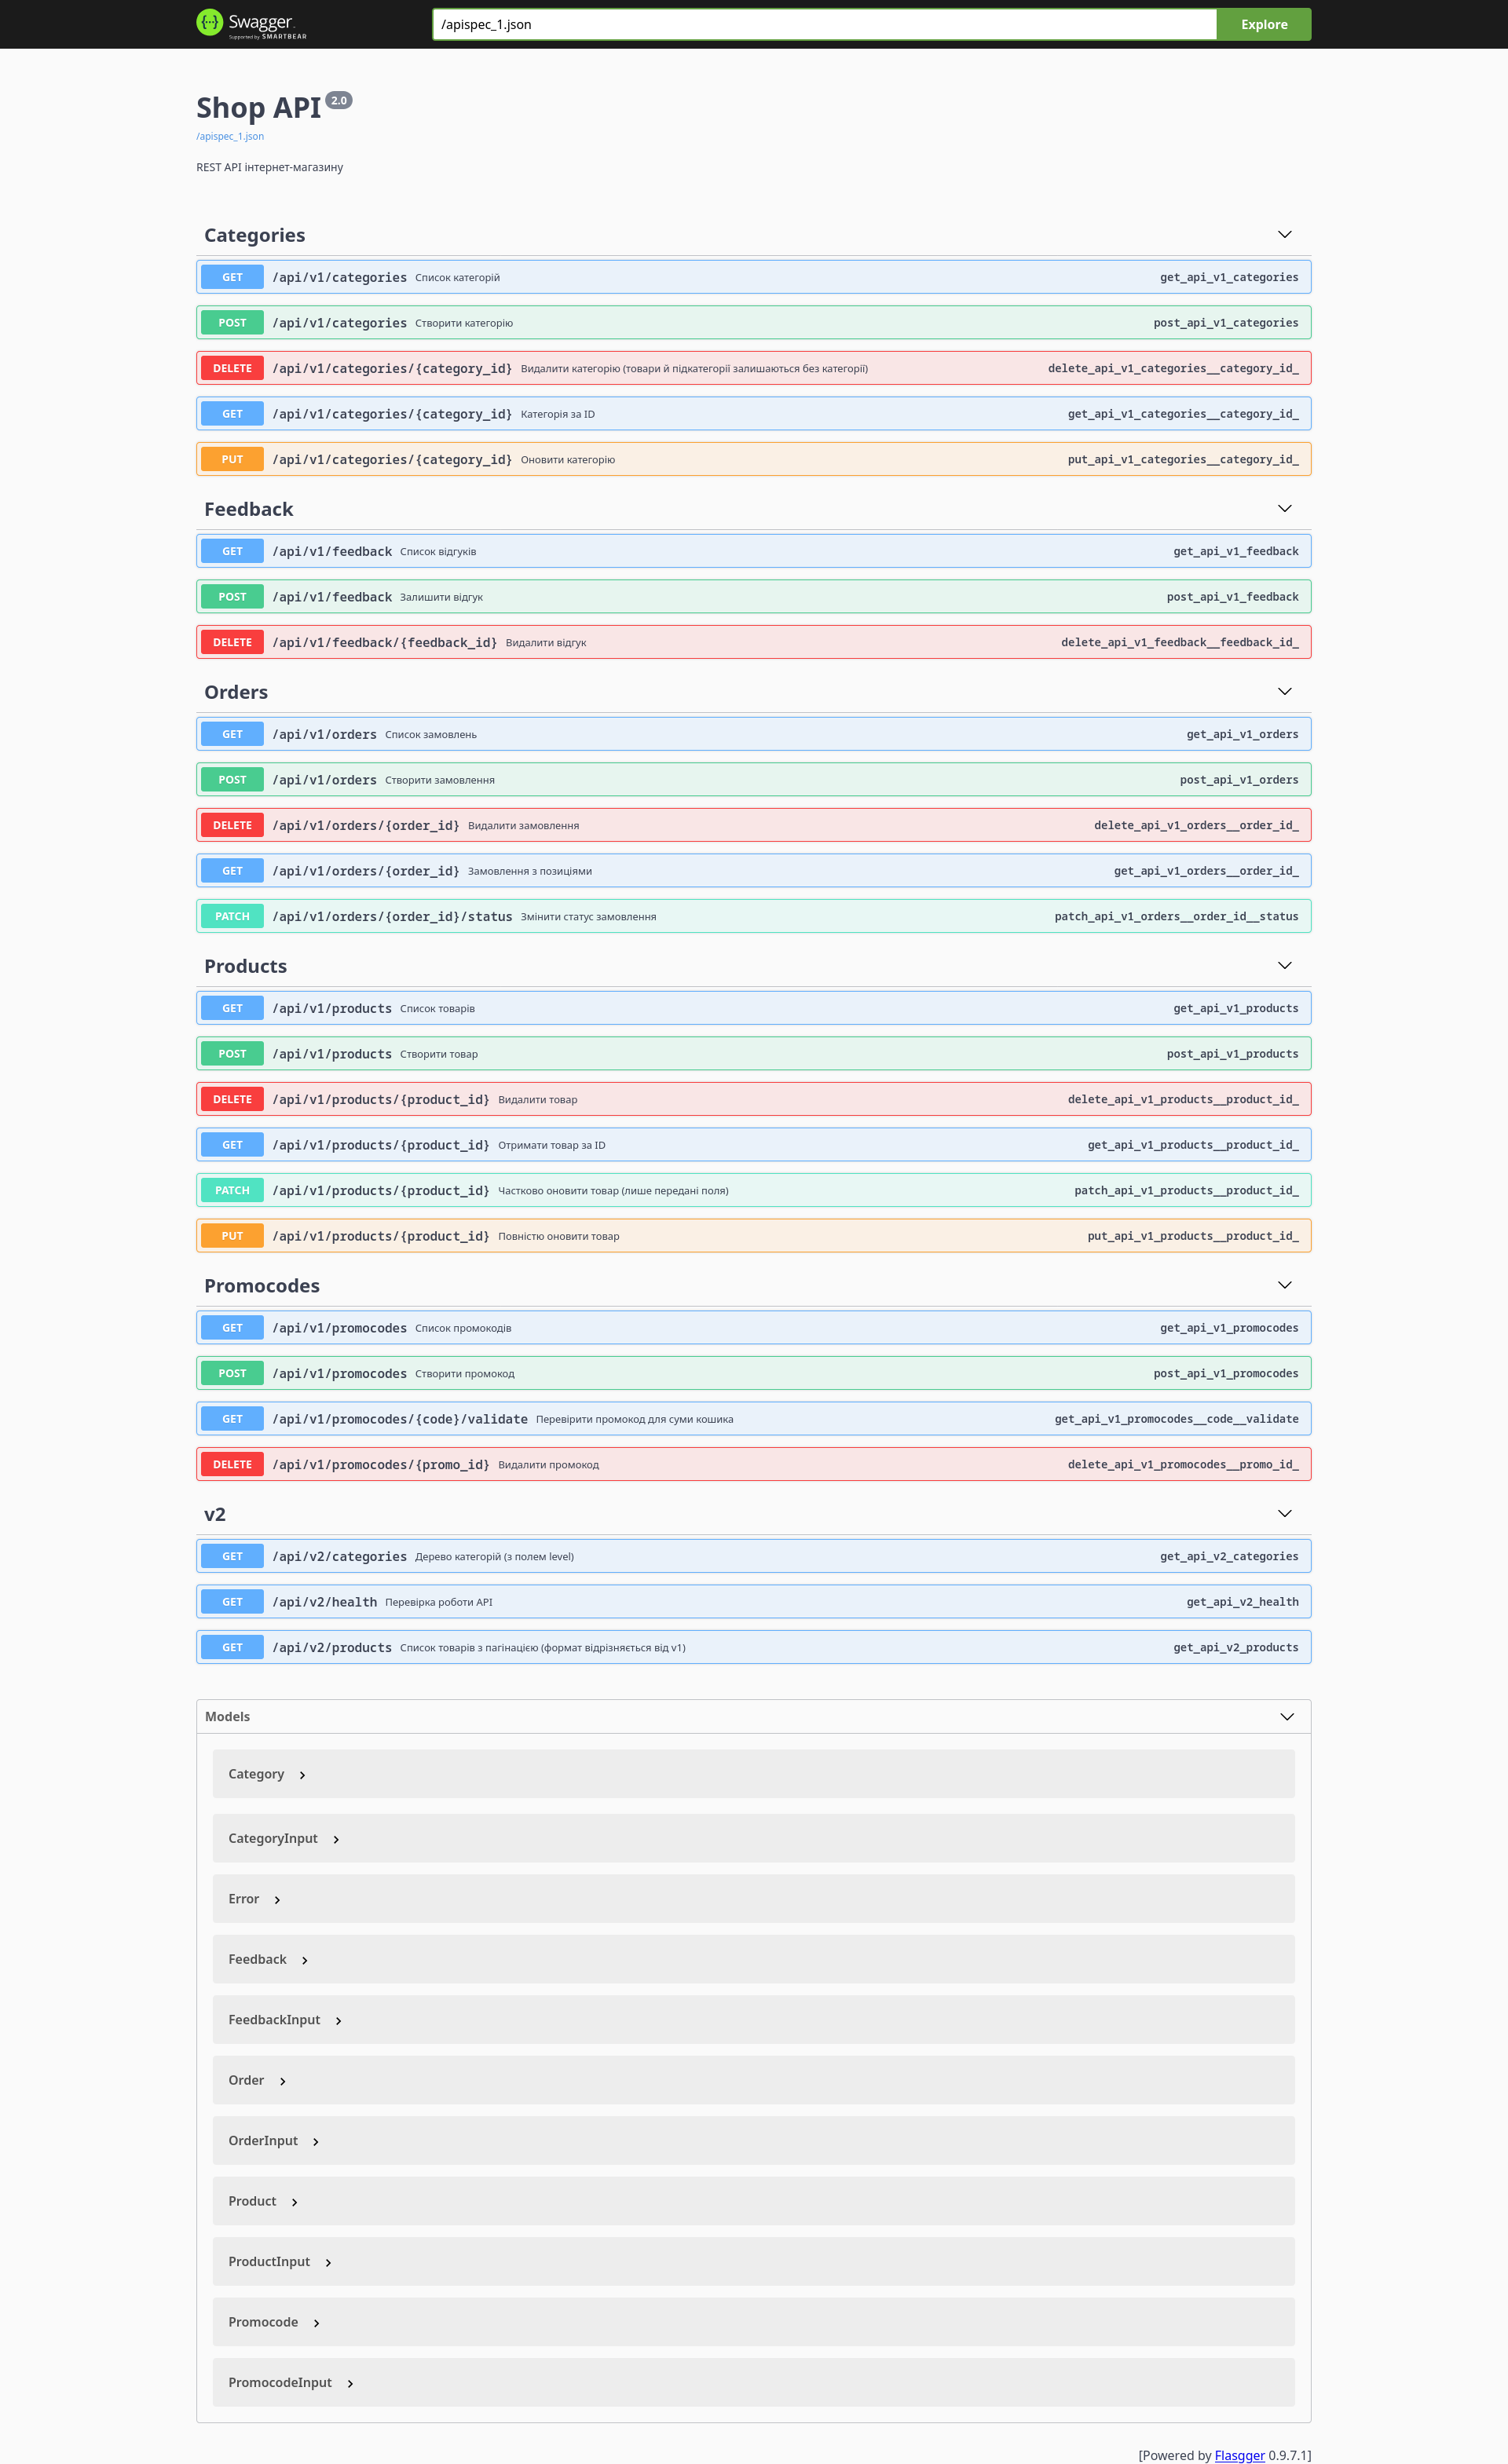 Swagger
Supported by SMARTBEAR
/apispec_1.json
Explore
Shop API 2.0
/apispec_1.json
REST API інтернет-магазину
Categories
GET /api/v1/categories Список категорій get_api_v1_categories
POST /api/v1/categories Створити категорію post_api_v1_categories
DELETE /api/v1/categories/{category_id} Видалити категорію (товари й підкатегорії залишаються без категорії) delete_api_v1_categories__category_id_
GET /api/v1/categories/{category_id} Категорія за ID get_api_v1_categories__category_id_
PUT /api/v1/categories/{category_id} Оновити категорію put_api_v1_categories__category_id_
Feedback
GET /api/v1/feedback Список відгуків get_api_v1_feedback
POST /api/v1/feedback Залишити відгук post_api_v1_feedback
DELETE /api/v1/feedback/{feedback_id} Видалити відгук delete_api_v1_feedback__feedback_id_
Orders
GET /api/v1/orders Список замовлень get_api_v1_orders
POST /api/v1/orders Створити замовлення post_api_v1_orders
DELETE /api/v1/orders/{order_id} Видалити замовлення delete_api_v1_orders__order_id_
GET /api/v1/orders/{order_id} Замовлення з позиціями get_api_v1_orders__order_id_
PATCH /api/v1/orders/{order_id}/status Змінити статус замовлення patch_api_v1_orders__order_id__status
Products
GET /api/v1/products Список товарів get_api_v1_products
POST /api/v1/products Створити товар post_api_v1_products
DELETE /api/v1/products/{product_id} Видалити товар delete_api_v1_products__product_id_
GET /api/v1/products/{product_id} Отримати товар за ID get_api_v1_products__product_id_
PATCH /api/v1/products/{product_id} Частково оновити товар (лише передані поля) patch_api_v1_products__product_id_
PUT /api/v1/products/{product_id} Повністю оновити товар put_api_v1_products__product_id_
Promocodes
GET /api/v1/promocodes Список промокодів get_api_v1_promocodes
POST /api/v1/promocodes Створити промокод post_api_v1_promocodes
GET /api/v1/promocodes/{code}/validate Перевірити промокод для суми кошика get_api_v1_promocodes__code__validate
DELETE /api/v1/promocodes/{promo_id} Видалити промокод delete_api_v1_promocodes__promo_id_
v2
GET /api/v2/categories Дерево категорій (з полем level) get_api_v2_categories
GET /api/v2/health Перевірка роботи API get_api_v2_health
GET /api/v2/products Список товарів з пагінацією (формат відрізняється від v1) get_api_v2_products
Models
Category
CategoryInput
Error
Feedback
FeedbackInput
Order
OrderInput
Product
ProductInput
Promocode
PromocodeInput
[Powered by Flasgger 0.9.7.1]